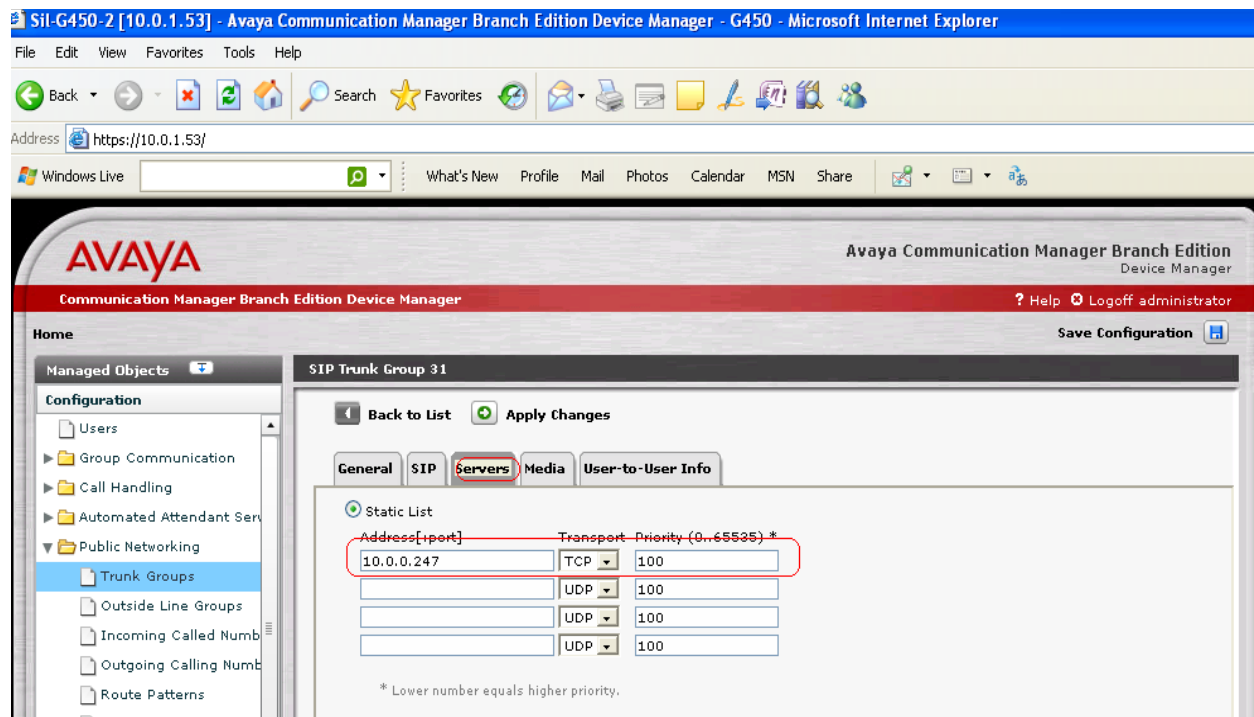 Sil-G450-2 [10.0.1.53] - Avaya Communication Manager Branch Edition Device Manager - G450 - Microsoft Internet Explorer
File Edit View Favorites Tools Help
Back Search Favorites
Address https://10.0.1.53/
Windows Live What's New Profile Mail Photos Calendar MSN Share
AVAYA
Avaya Communication Manager Branch Edition
Device Manager
Communication Manager Branch Edition Device Manager ? Help Logoff administrator
Home Save Configuration
Managed Objects
SIP Trunk Group 31
Configuration
Back to List Apply Changes
Users
Group Communication
General SIP Servers Media User-to-User Info
Call Handling
Static List
Automated Attendant Serv
Address[:port] Transport Priority (0..65535) *
Public Networking
10.0.0.247 TCP 100
Trunk Groups
UDP 100
Outside Line Groups
UDP 100
Incoming Called Numb
UDP 100
Outgoing Calling Numb
Route Patterns
* Lower number equals higher priority.